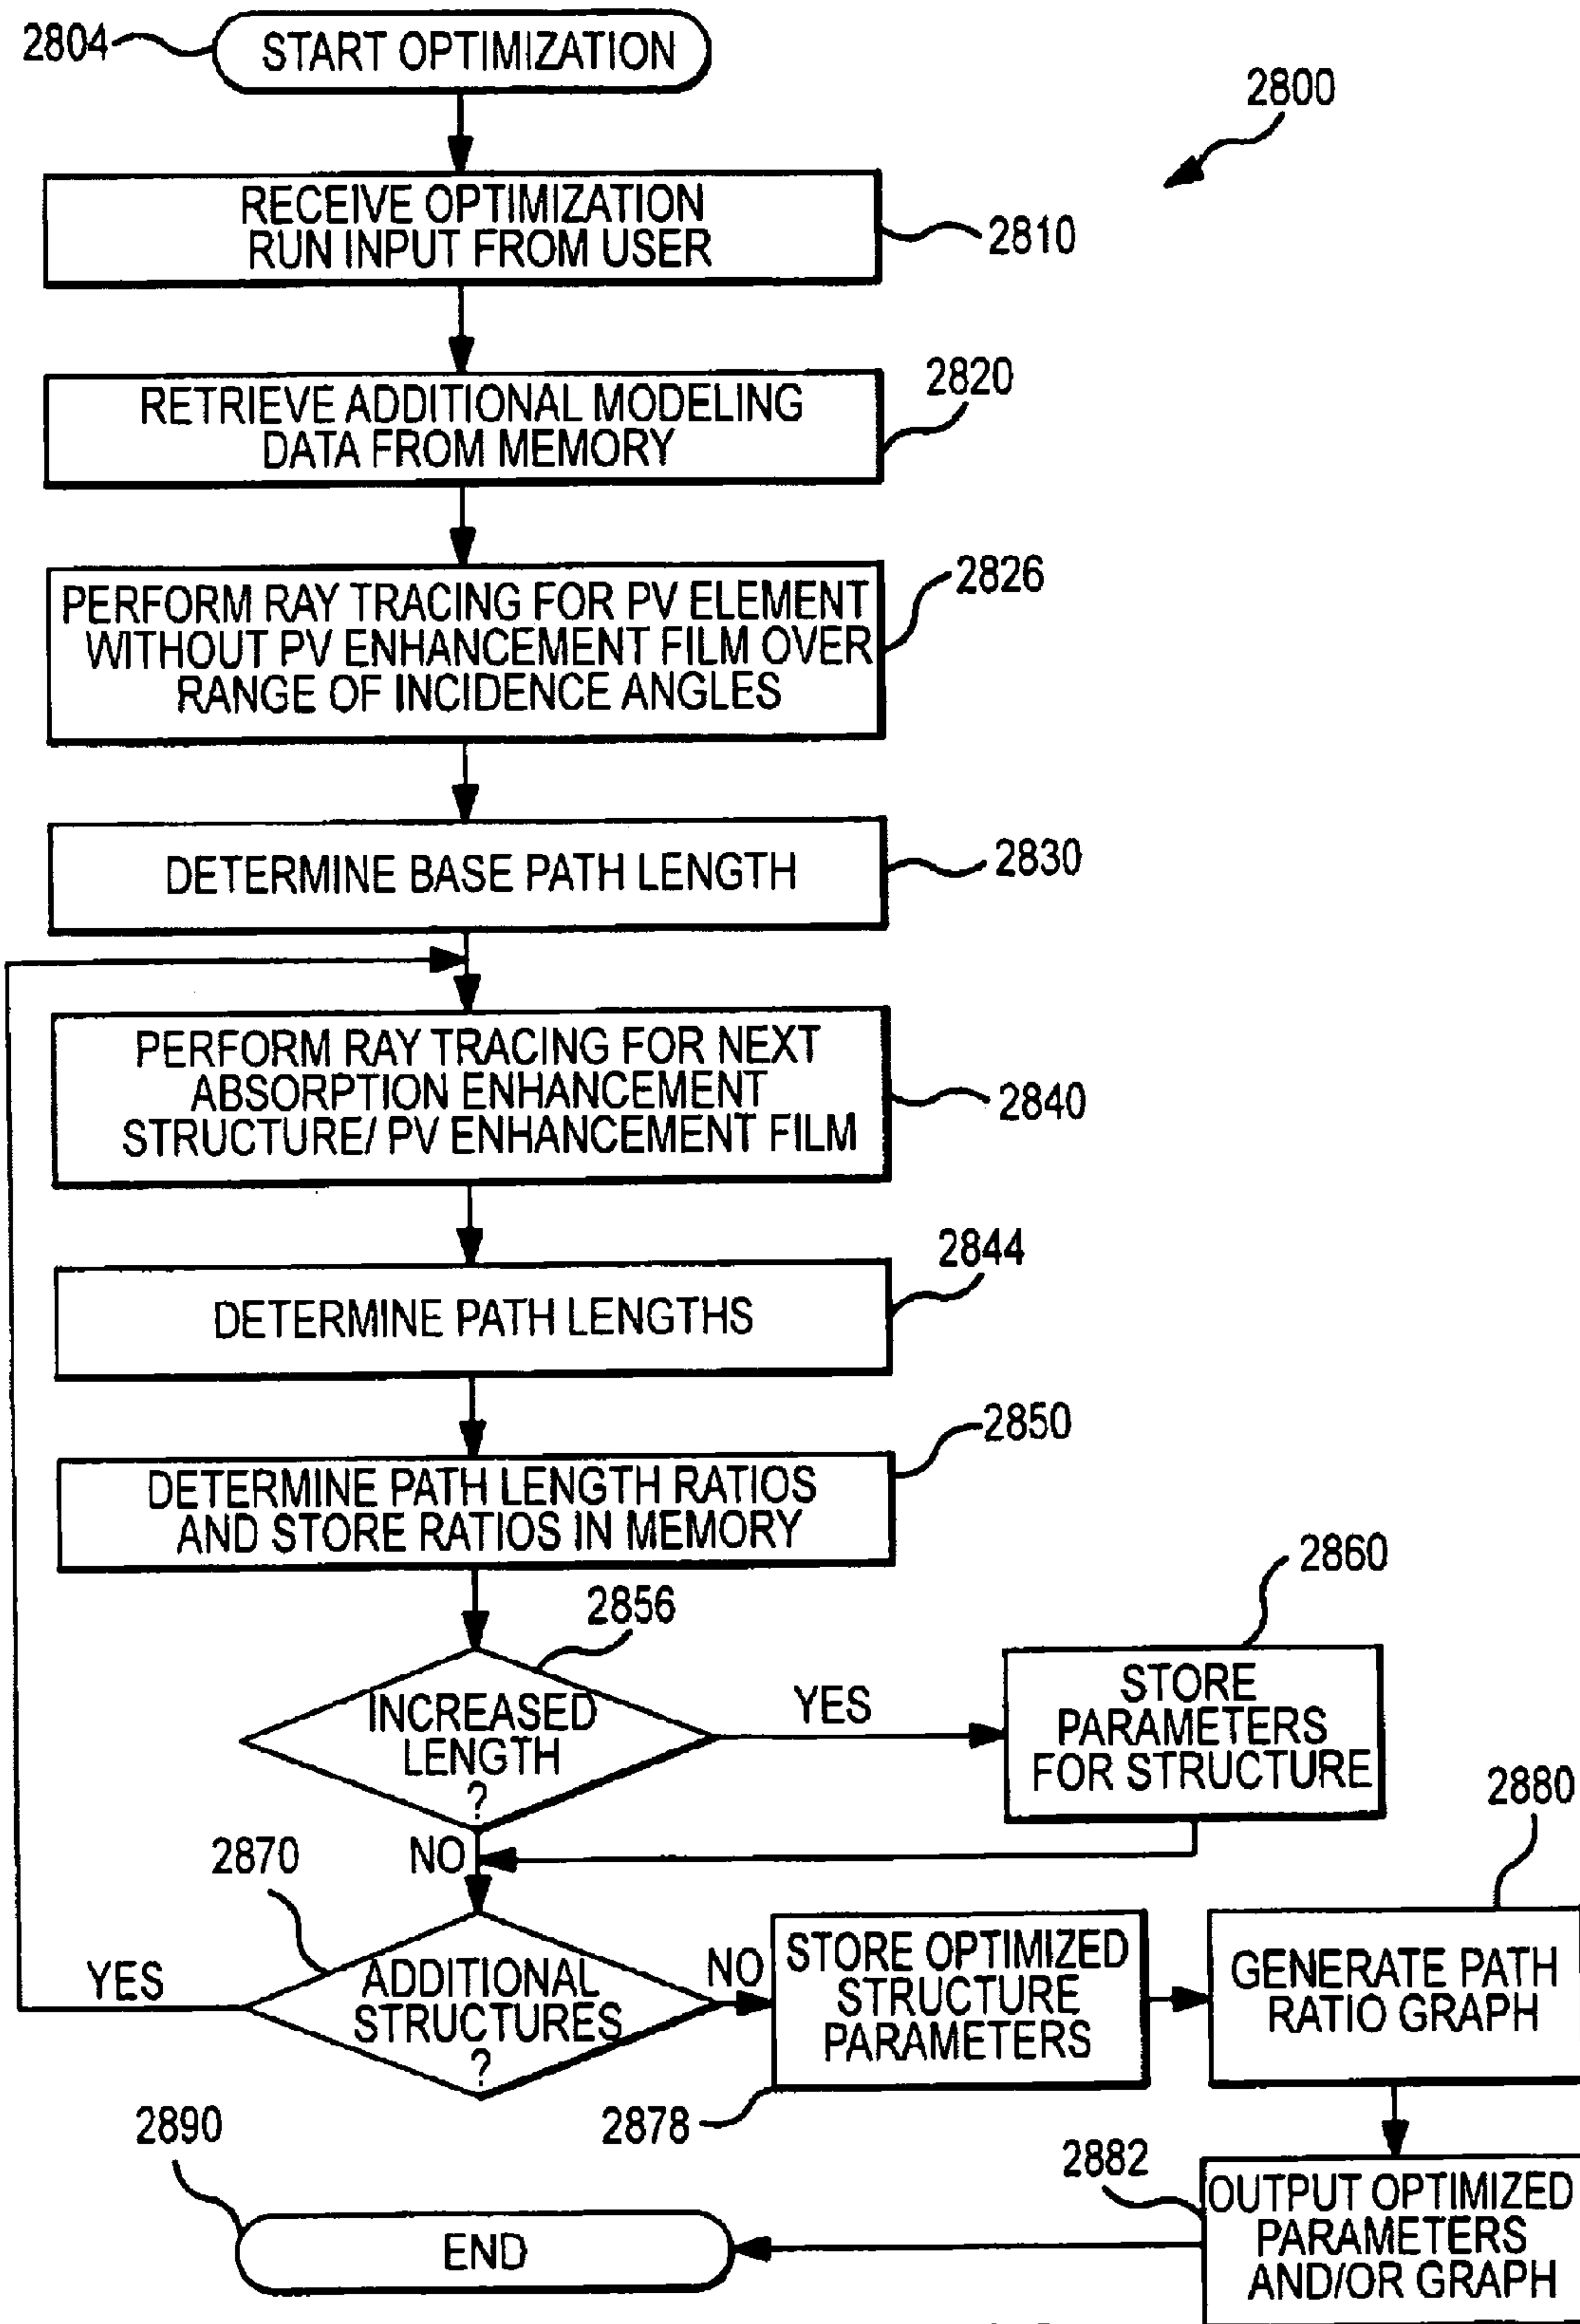 2804
START OPTIMIZATION
2800
RECEIVE OPTIMIZATION
RUN INPUT FROM USER
2810
RETRIEVE ADDITIONAL MODELING
DATA FROM MEMORY
2820
PERFORM RAY TRACING FOR PV ELEMENT
WITHOUT PV ENHANCEMENT FILM OVER
RANGE OF INCIDENCE ANGLES
2826
DETERMINE BASE PATH LENGTH
2830
PERFORM RAY TRACING FOR NEXT
ABSORPTION ENHANCEMENT
STRUCTURE/ PV ENHANCEMENT FILM
2840
DETERMINE PATH LENGTHS
2844
DETERMINE PATH LENGTH RATIOS
AND STORE RATIOS IN MEMORY
2850
2856
INCREASED
LENGTH
?
YES
NO
2860
STORE
PARAMETERS
FOR STRUCTURE
2870
ADDITIONAL
STRUCTURES
?
YES
NO
STORE OPTIMIZED
STRUCTURE
PARAMETERS
2878
2880
GENERATE PATH
RATIO GRAPH
2882
OUTPUT OPTIMIZED
PARAMETERS
AND/OR GRAPH
2890
END